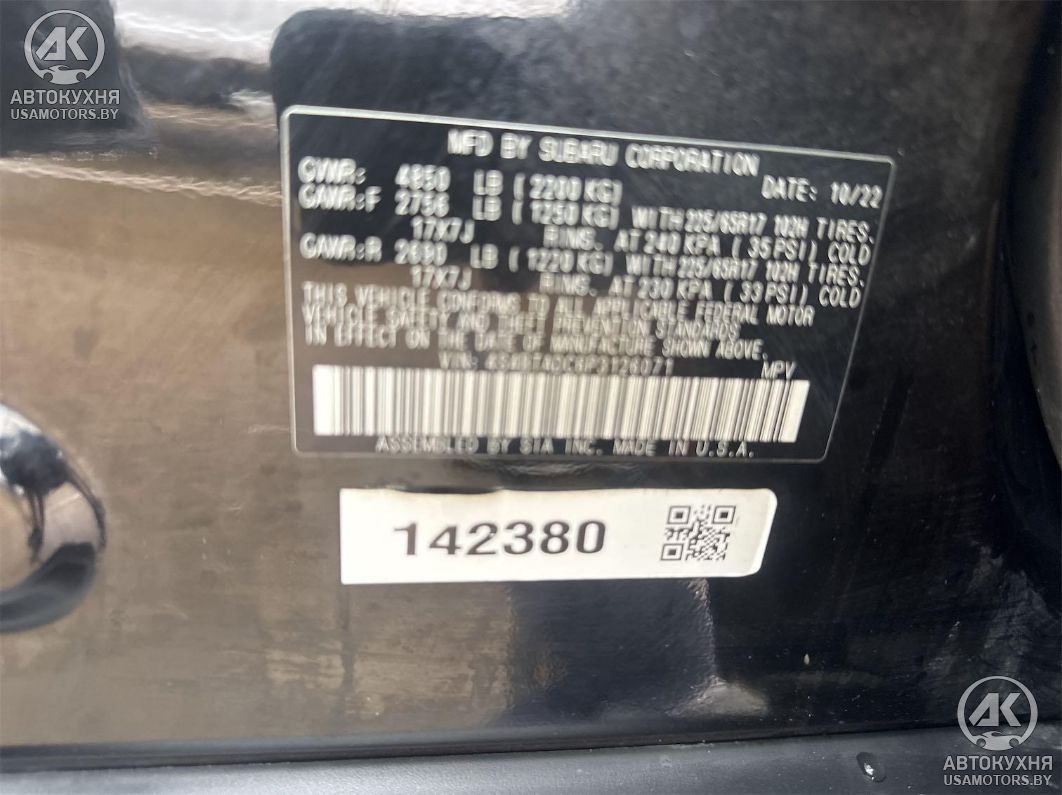 AK
АВТОКУХНЯ
USAMOTORS.BY
MFD BY SUBARU CORPORATION
GVWR: 4850 LB (2200 KG) DATE: 10/22
GAWR:F 2756 LB (1250 KG) WITH 225/65R17 102H TIRES.
17X7J RIMS. AT 240 KPA (35 PSI) COLD
GAWR:R 2690 LB (1220 KG) WITH 225/65R17 102H TIRES.
17X7J RIMS. AT 230 KPA (33 PSI) COLD
THIS VEHICLE CONFORMS TO ALL APPLICABLE FEDERAL MOTOR
VEHICLE SAFETY AND THEFT PREVENTION STANDARDS
IN EFFECT ON THE DATE OF MANUFACTURE SHOWN ABOVE.
VIN: MPV
ASSEMBLED BY SIA INC. MADE IN U.S.A.
142380
AK
АВТОКУХНЯ
USAMOTORS.BY